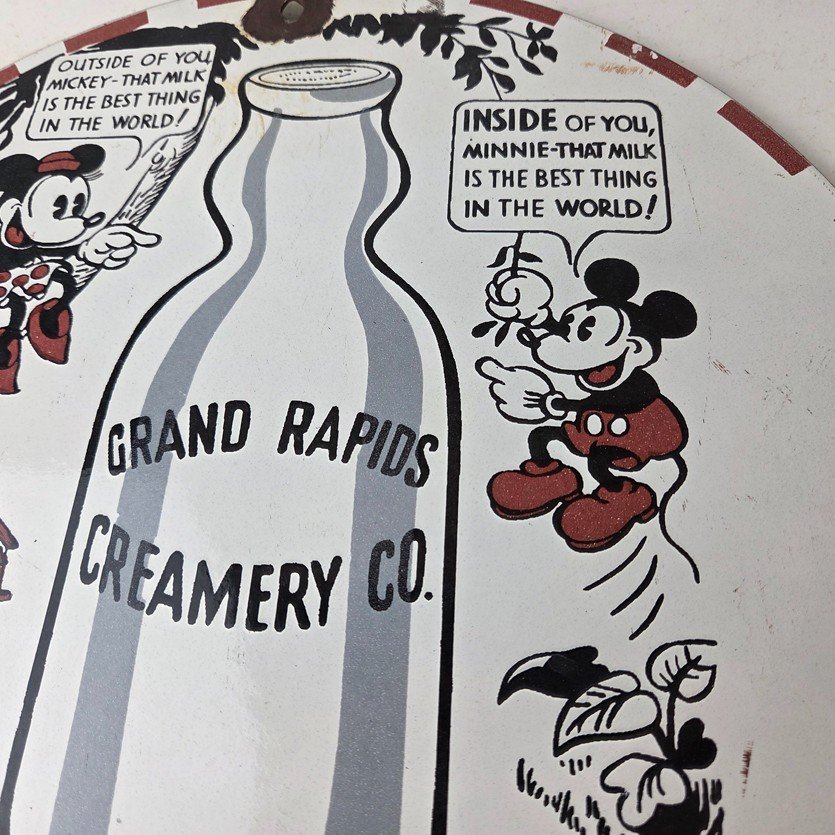 OUTSIDE OF YOU
MICKEY-THAT MILK
IS THE BEST THING
IN THE WORLD!
INSIDE OF YOU,
MINNIE-THAT MILK
IS THE BEST THING
IN THE WORLD!
GRAND RAPIDS
CREAMERY CO.